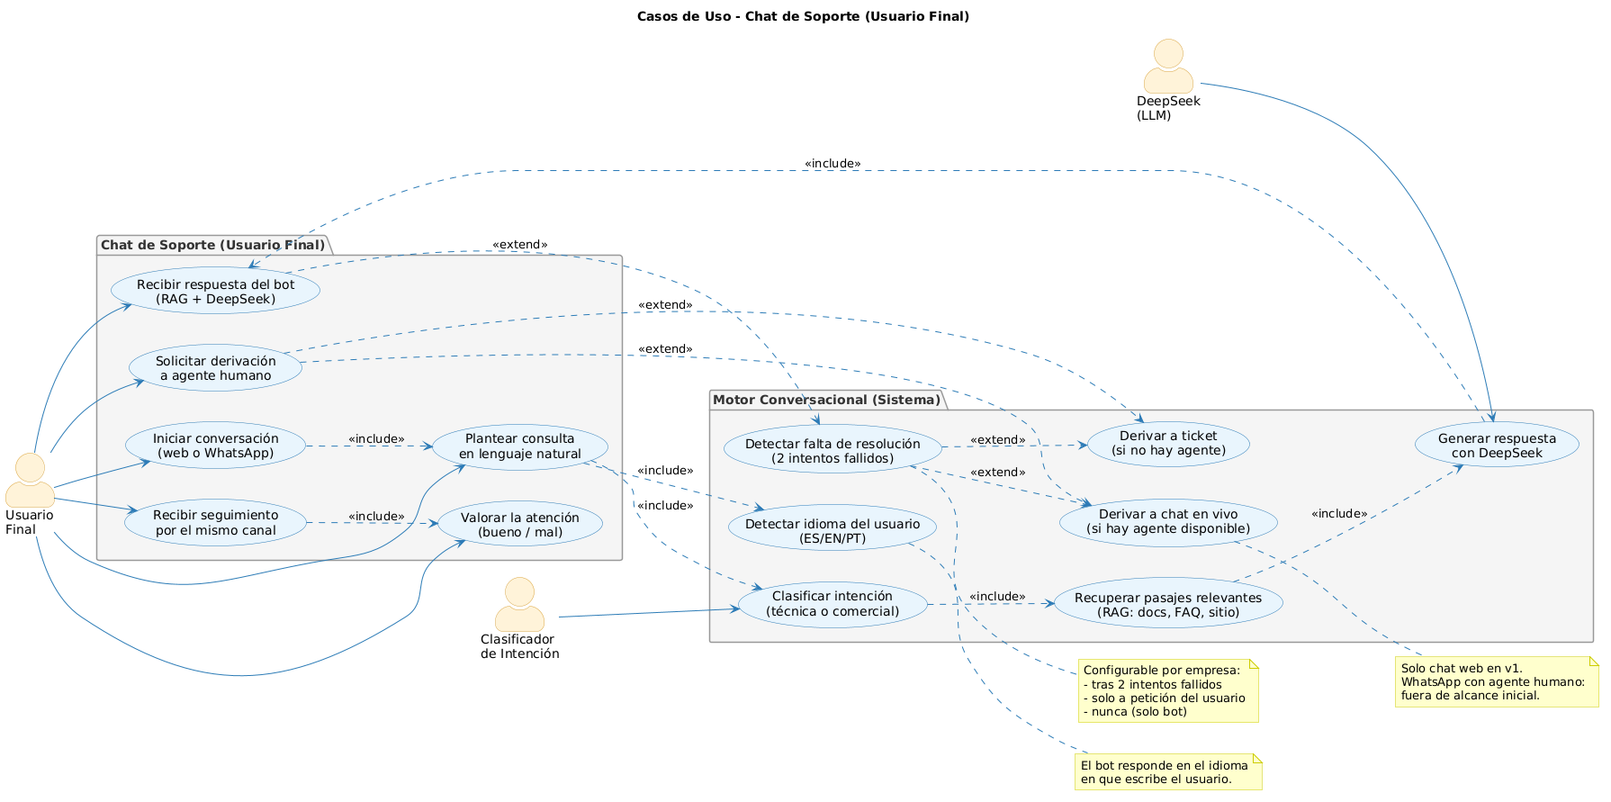 Casos de Uso - Chat de Soporte (Usuario Final)
DeepSeek
(LLM)
«include»
Chat de Soporte (Usuario Final)
«extend»
Recibir respuesta del bot
(RAG + DeepSeek)
«extend»
«extend»
Solicitar derivación
a agente humano
Motor Conversacional (Sistema)
Iniciar conversación
(web o WhatsApp)
«include»
Plantear consulta
en lenguaje natural
Detectar falta de resolución
(2 intentos fallidos)
«extend»
Derivar a ticket
(si no hay agente)
Generar respuesta
con DeepSeek
«include»
«extend»
«include»
Usuario
Final
Recibir seguimiento
por el mismo canal
«include»
Valorar la atención
(bueno / mal)
Detectar idioma del usuario
(ES/EN/PT)
Derivar a chat en vivo
(si hay agente disponible)
«include»
Clasificador
de Intención
Clasificar intención
(técnica o comercial)
«include»
Recuperar pasajes relevantes
(RAG: docs, FAQ, sitio)
Configurable por empresa:
- tras 2 intentos fallidos
- solo a petición del usuario
- nunca (solo bot)
Solo chat web en v1.
WhatsApp con agente humano:
fuera de alcance inicial.
El bot responde en el idioma
en que escribe el usuario.